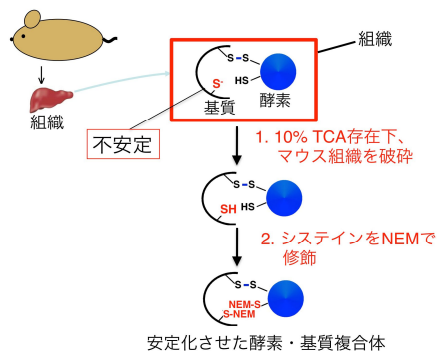 組織
S-S
HS
S-
基質
酵素
組織
不安定
1. 10% TCA存在下、
マウス組織を破砕
S-S
SH
HS
2. システインをNEMで
修飾
S-S
NEM-S
S-NEM
安定化させた酵素・基質複合体